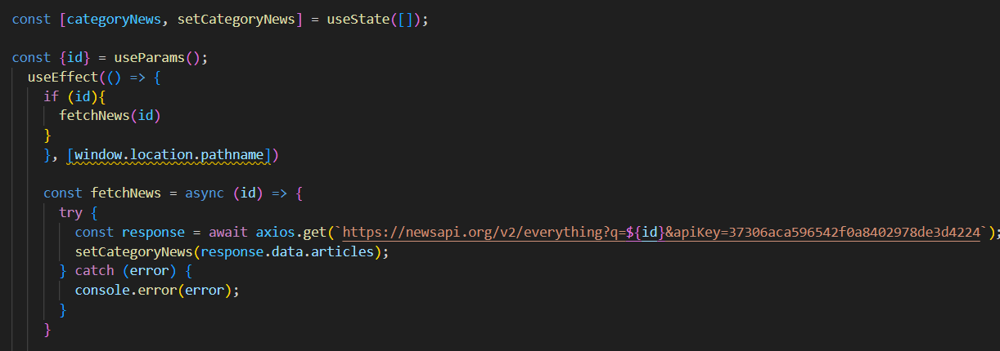 const [categoryNews, setCategoryNews] = useState([]);
const {id} = useParams();
useEffect(() => {
if (id){
fetchNews(id)
}
}, [window.location.pathname])
const fetchNews = async (id) => {
try {
const response = await axios.get(`https://newsapi.org/v2/everything?q=${id}&apiKey=37306aca596542f0a8402978de3d4224`);
setCategoryNews(response.data.articles);
} catch (error) {
console.error(error);
}
}